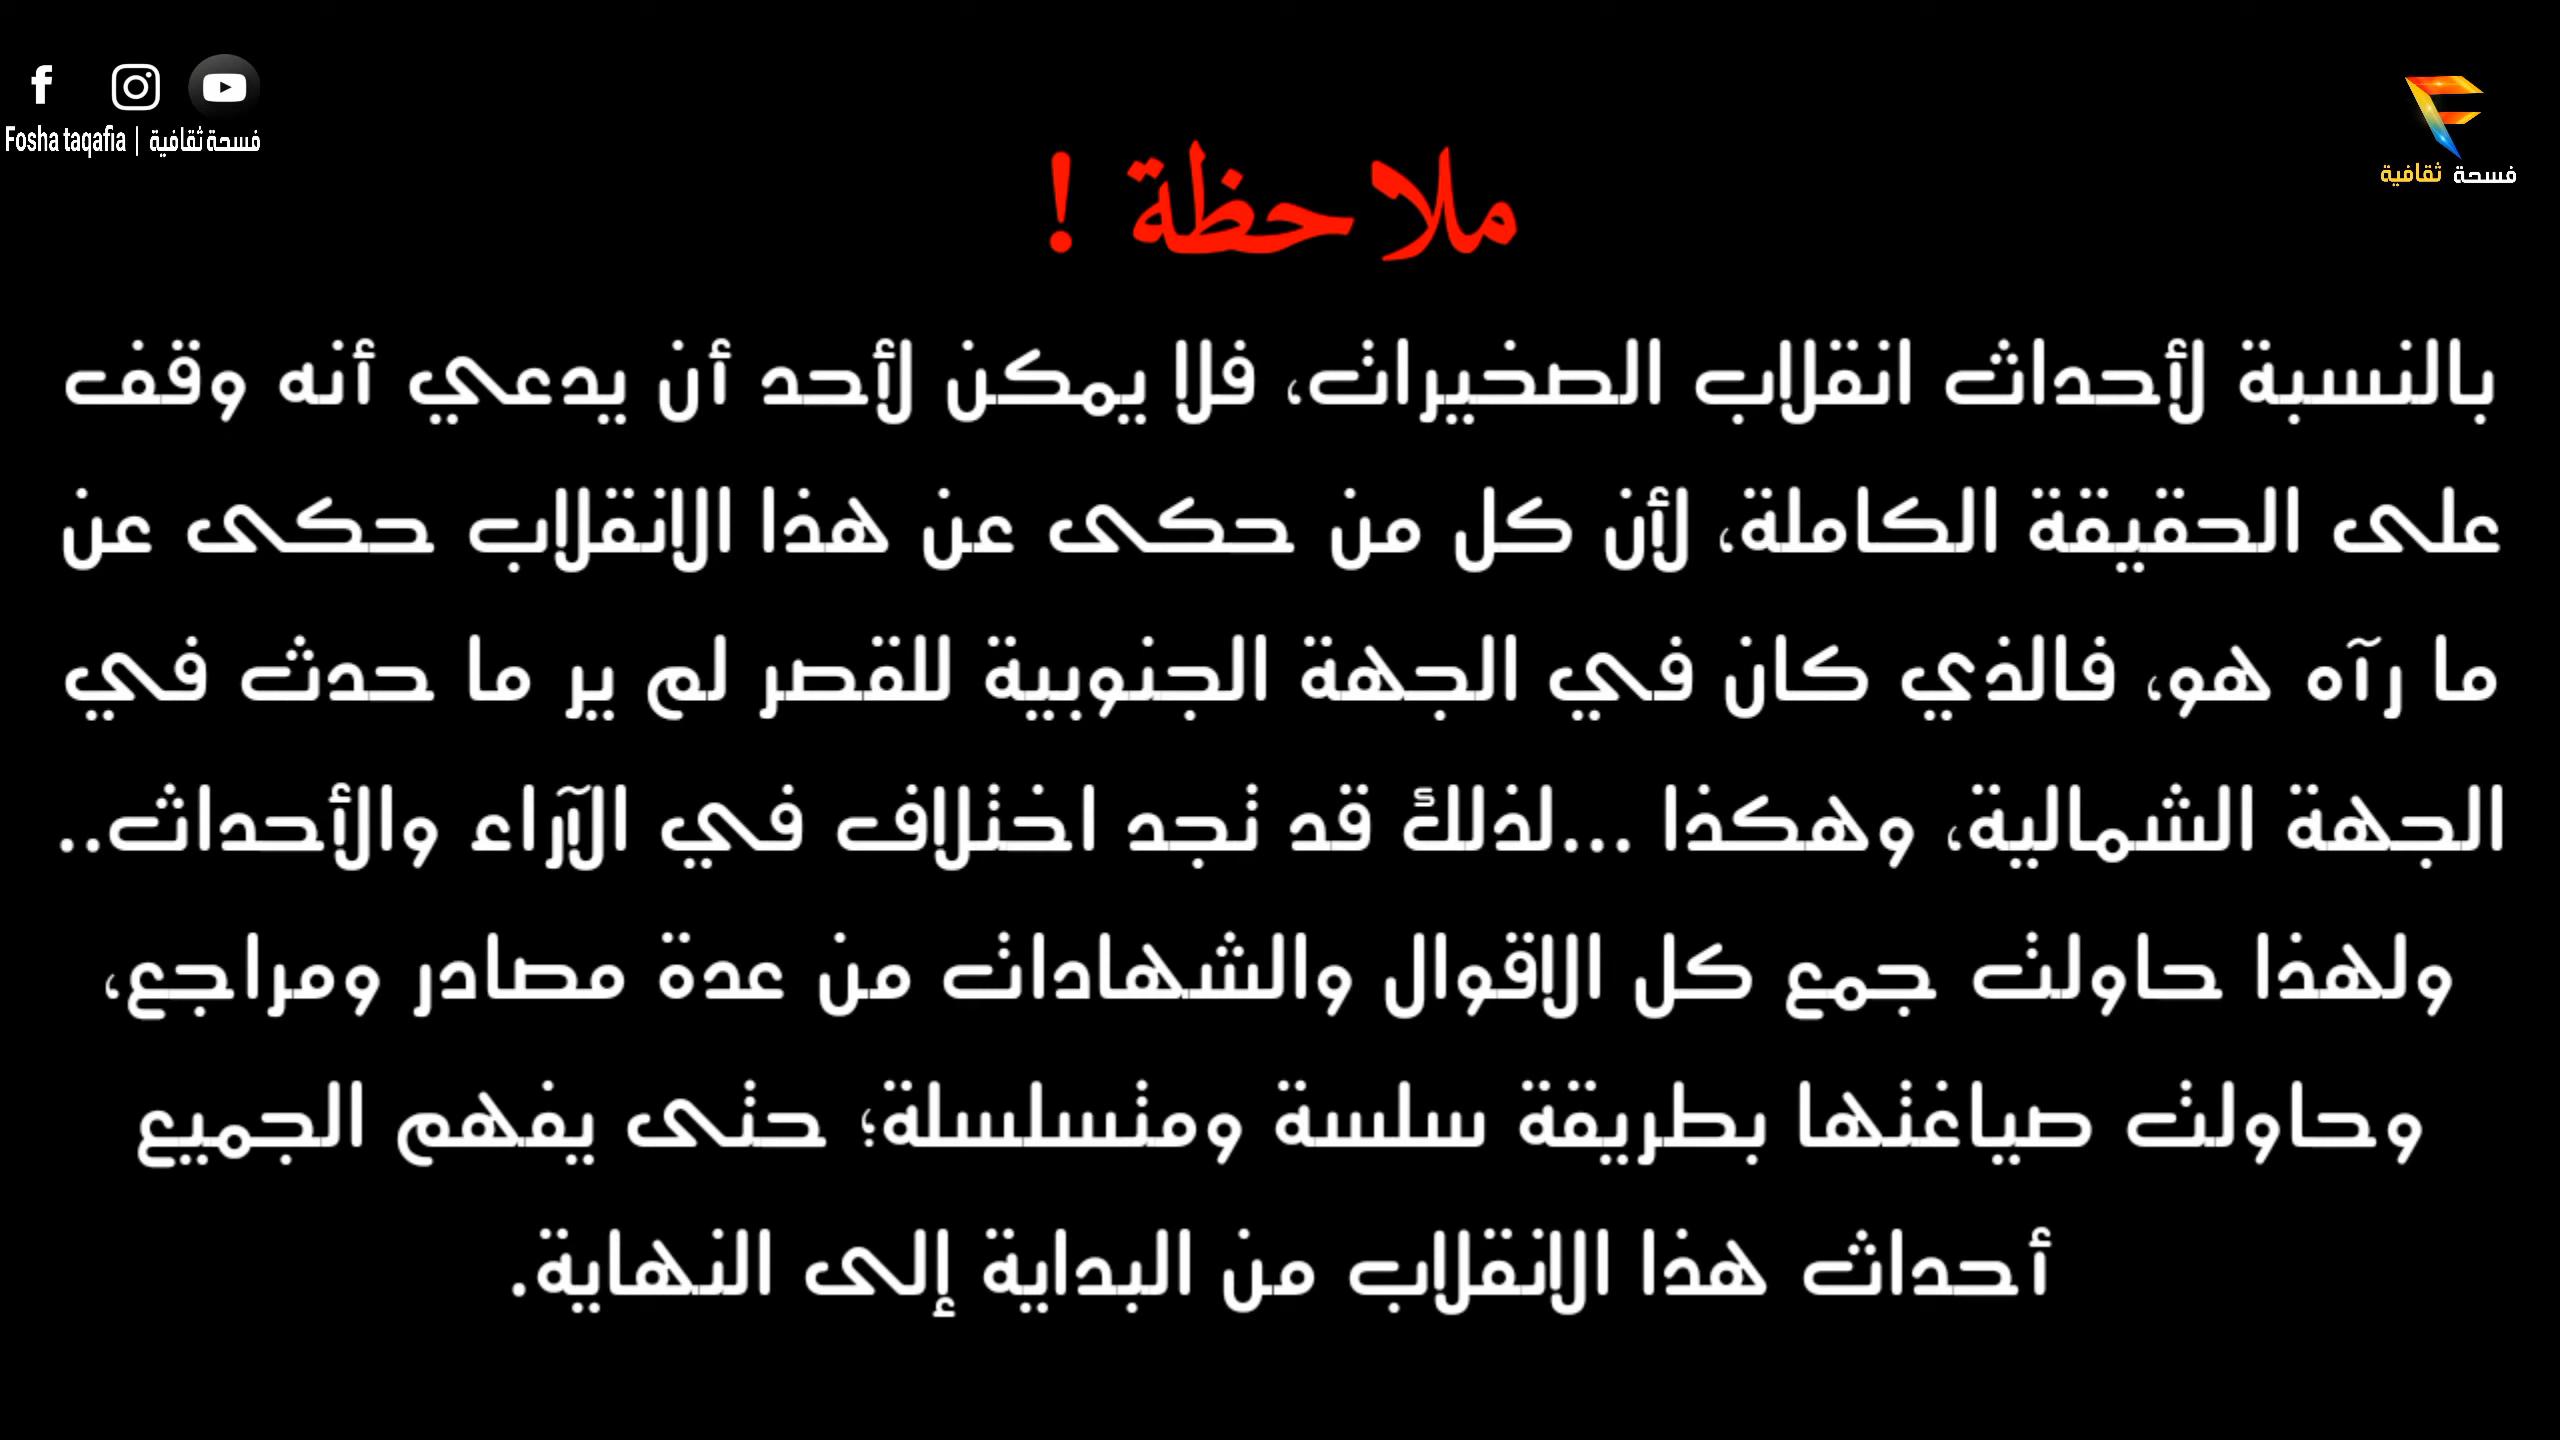 Fosha taqafia | فسحة ثقافية
فسحة ثقافية
ملاحظة !
بالنسبة لأحداث انقلاب الصخيرات، فلا يمكن لأحد أن يدعي أنه وقف
على الحقيقة الكاملة، لأن كل من حكى عن هذا الانقلاب حكى عن
ما رآه هو، فالذي كان في الجهة الجنوبية للقصر لم ير ما حدث في
الجهة الشمالية، وهكذا ...لذلك قد تجد اختلاف في الآراء والأحداث..
ولهذا حاولت جمع كل الاقوال والشهادات من عدة مصادر ومراجع،
وحاولت صياغتها بطريقة سلسة ومتسلسلة؛ حتى يفهم الجميع
أحداث هذا الانقلاب من البداية إلى النهاية.